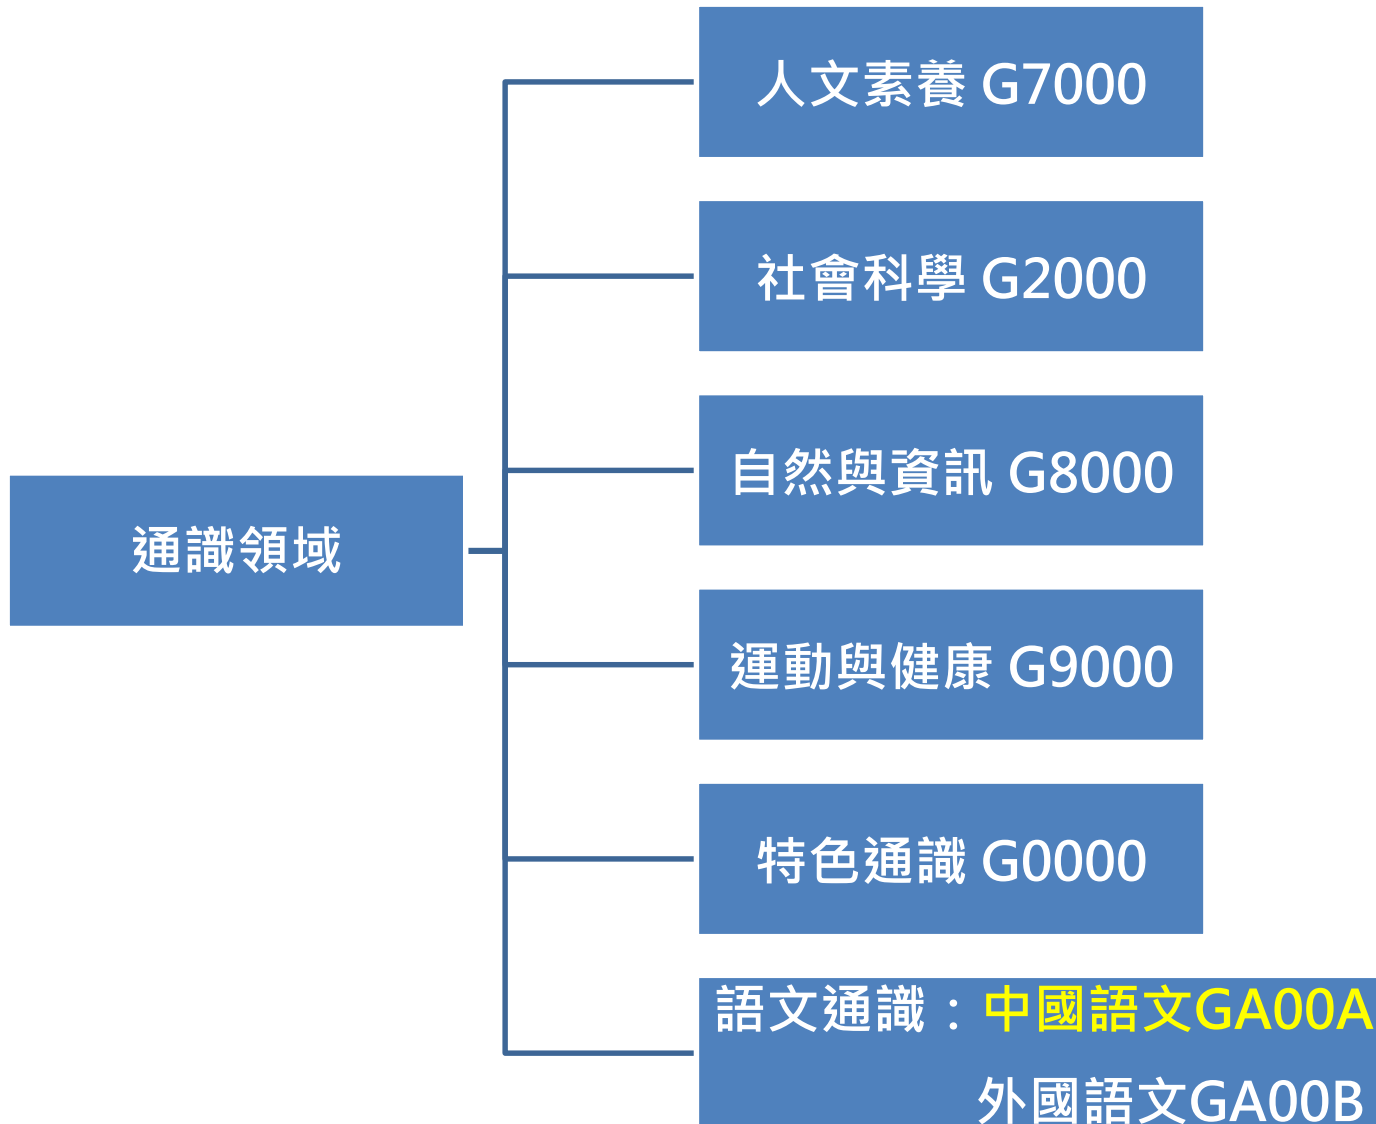 通識領域
人文素養 G7000
社會科學 G2000
自然與資訊 G8000
運動與健康 G9000
特色通識 G0000
語文通識：中國語文GA00A
外國語文GA00B